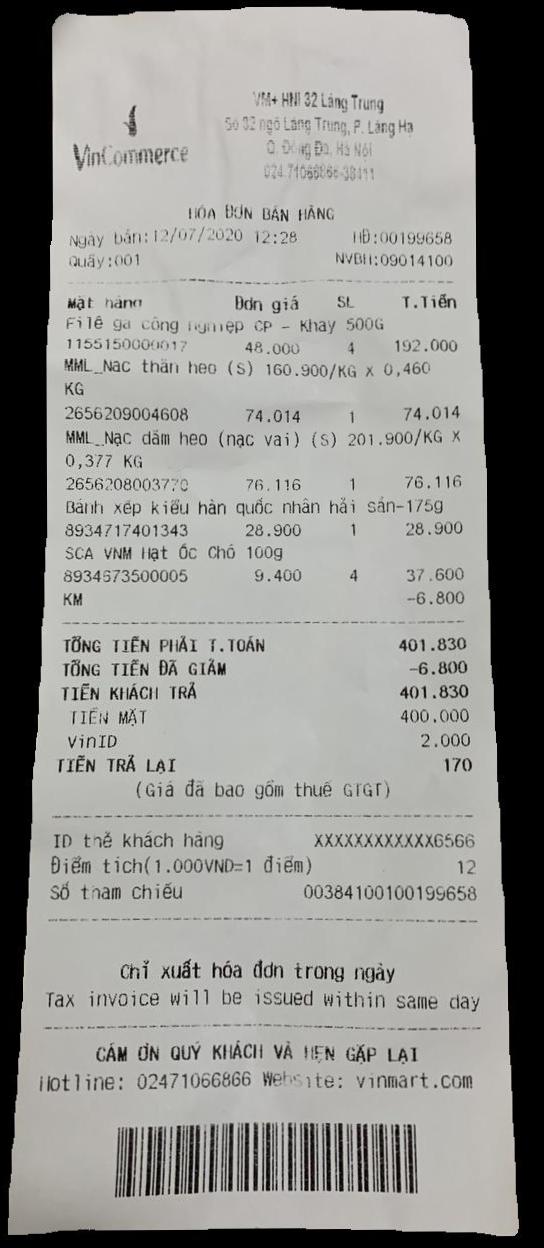 VinCommerce
VM+ HNI 32 Láng Trung
Số 32 ngõ Láng Trung, P. Láng Hạ
Q. Đống Đa, Hà Nội
024.71066866-38411
HÓA ĐƠN BÁN HÀNG
Ngày bán:12/07/2020 12:28 HĐ:00199658
Quầy:001 NVBH:09014100
Mặt hàng Đơn giá SL T.Tiền
Filê gà công nghiệp CP - Khay 500G
1155150000017 48.000 4 192.000
MML_Nạc thăn heo (S) 160.900/KG x 0,460
KG
2656209004608 74.014 1 74.014
MML_Nạc dăm heo (nạc vai) (S) 201.900/KG X
0,377 KG
2656208003770 76.116 1 76.116
Bánh xếp kiểu hàn quốc nhân hải sản-175g
8934717401343 28.900 1 28.900
SCA VNM Hạt Óc Chó 100g
8934673500005 9.400 4 37.600
KM -6.800
TỔNG TIỀN PHẢI T.TOÁN 401.830
TỔNG TIỀN ĐÃ GIẢM -6.800
TIỀN KHÁCH TRẢ 401.830
TIỀN MẶT 400.000
VinID 2.000
TIỀN TRẢ LẠI 170
(Giá đã bao gồm thuế GTGT)
ID thẻ khách hàng XXXXXXXXXXXX6566
Điểm tích(1.000VND=1 điểm) 12
Số tham chiếu 00384100100199658
Chỉ xuất hóa đơn trong ngày
Tax invoice will be issued within same day
CẢM ƠN QUÝ KHÁCH VÀ HẸN GẶP LẠI
Hotline: 02471066866 Website: vinmart.com